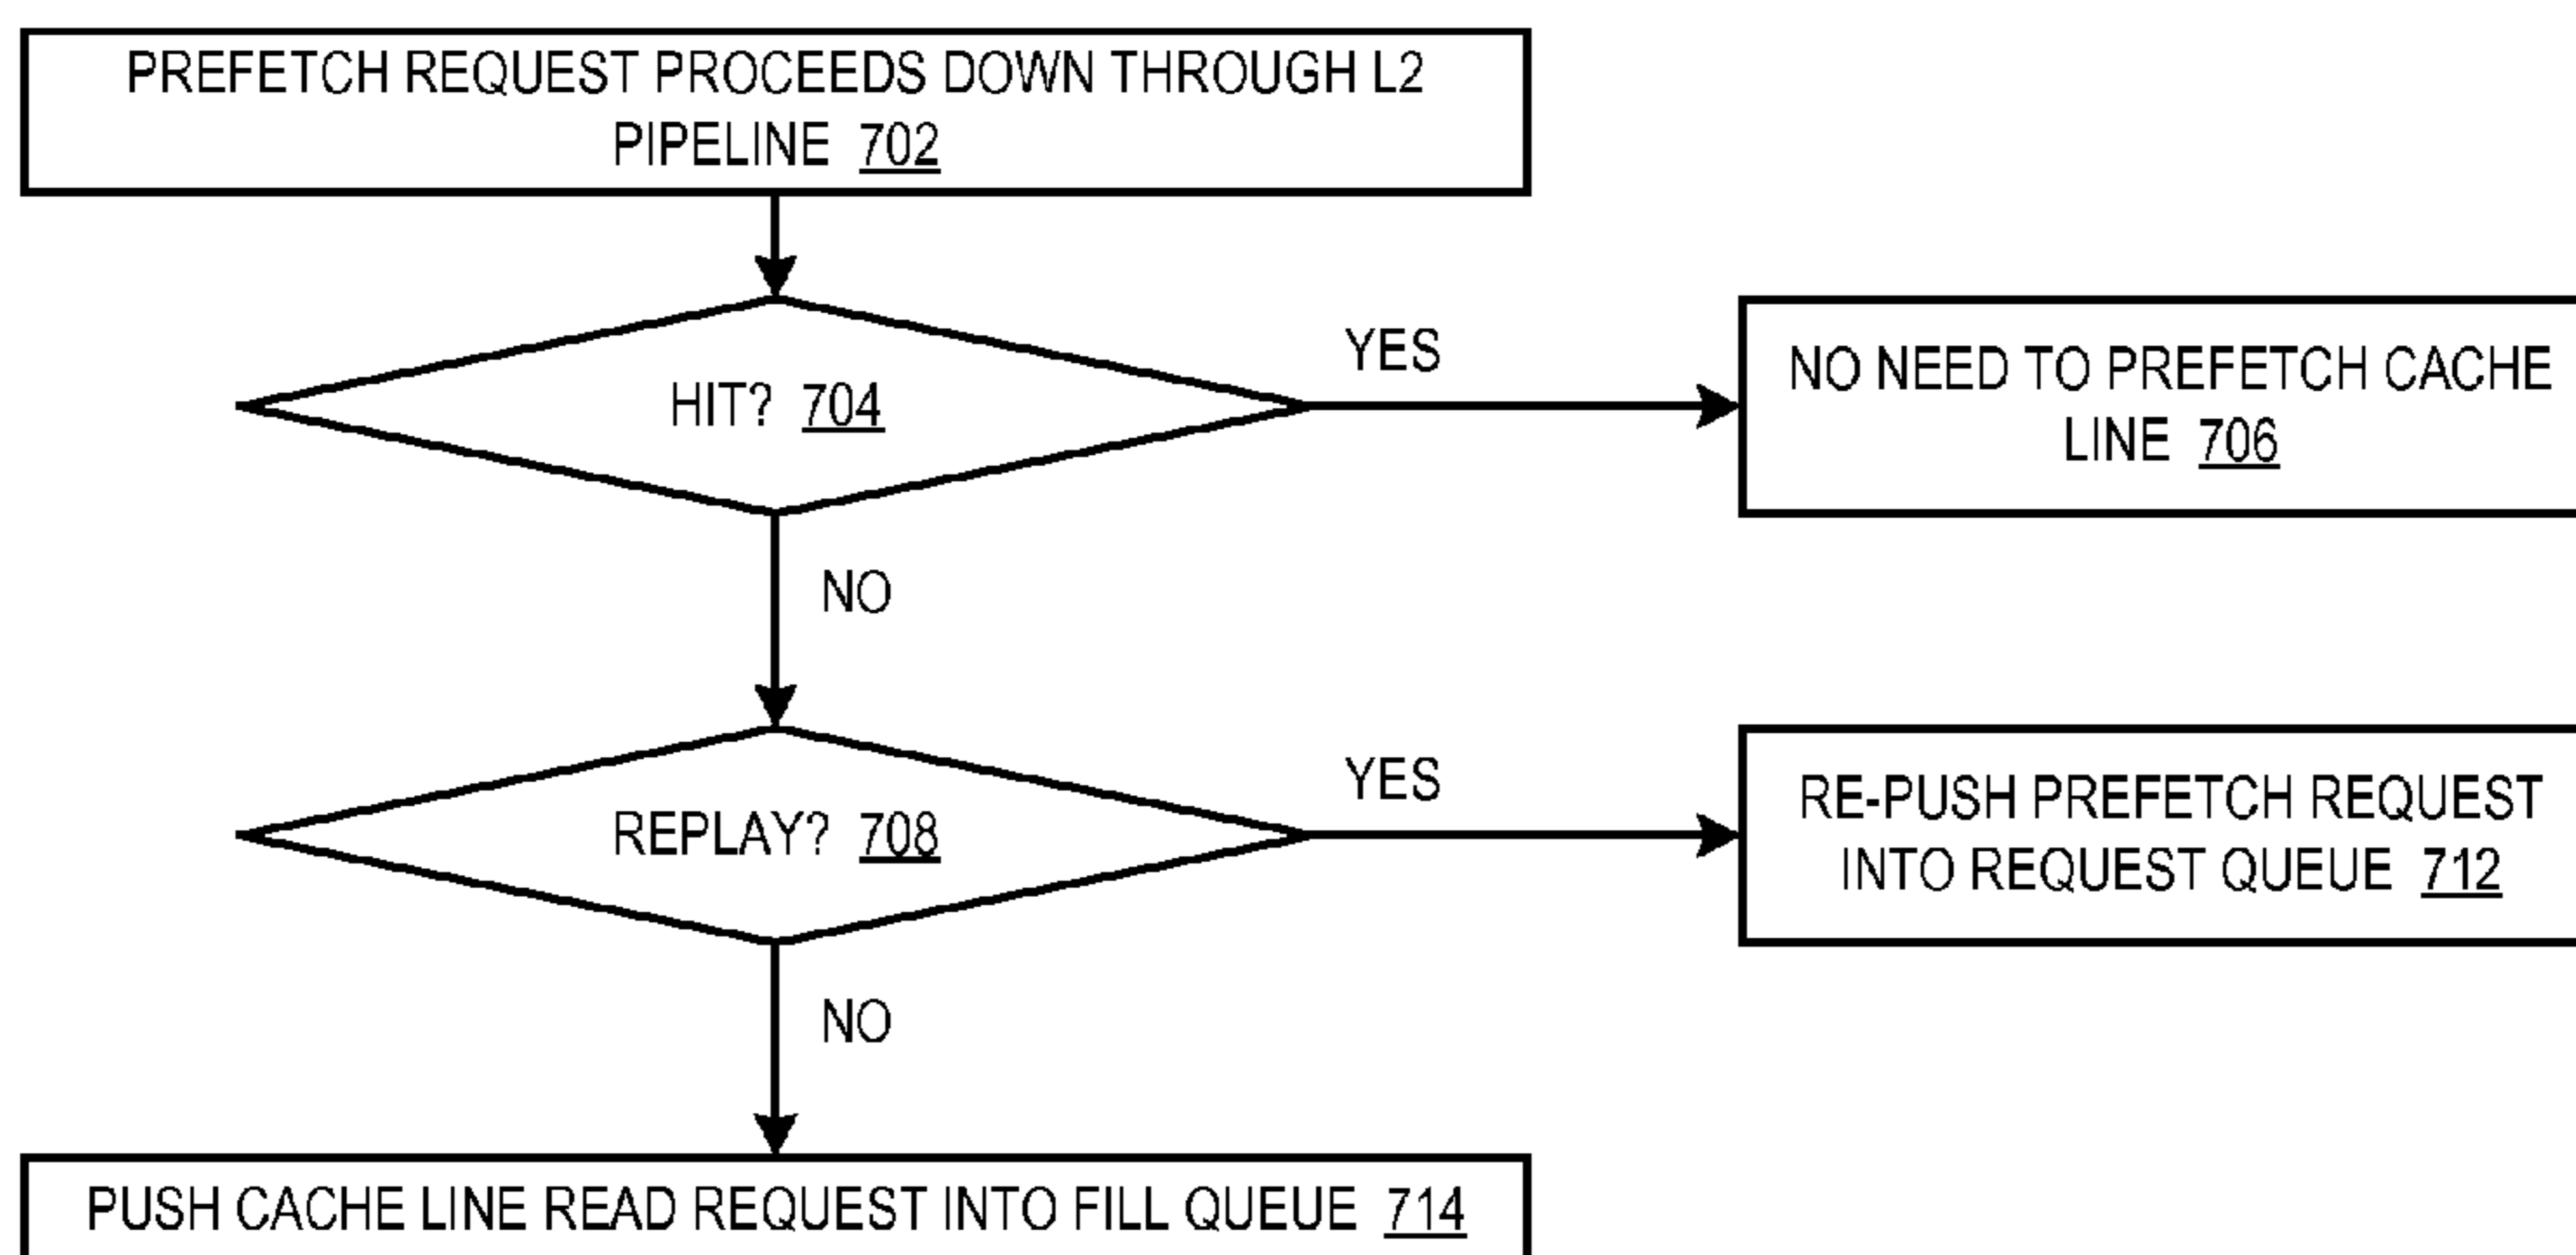 PREFETCH REQUEST PROCEEDS DOWN THROUGH L2
PIPELINE 702
HIT? 704
YES
NO NEED TO PREFETCH CACHE
LINE 706
NO
REPLAY? 708
YES
RE-PUSH PREFETCH REQUEST
INTO REQUEST QUEUE 712
NO
PUSH CACHE LINE READ REQUEST INTO FILL QUEUE 714